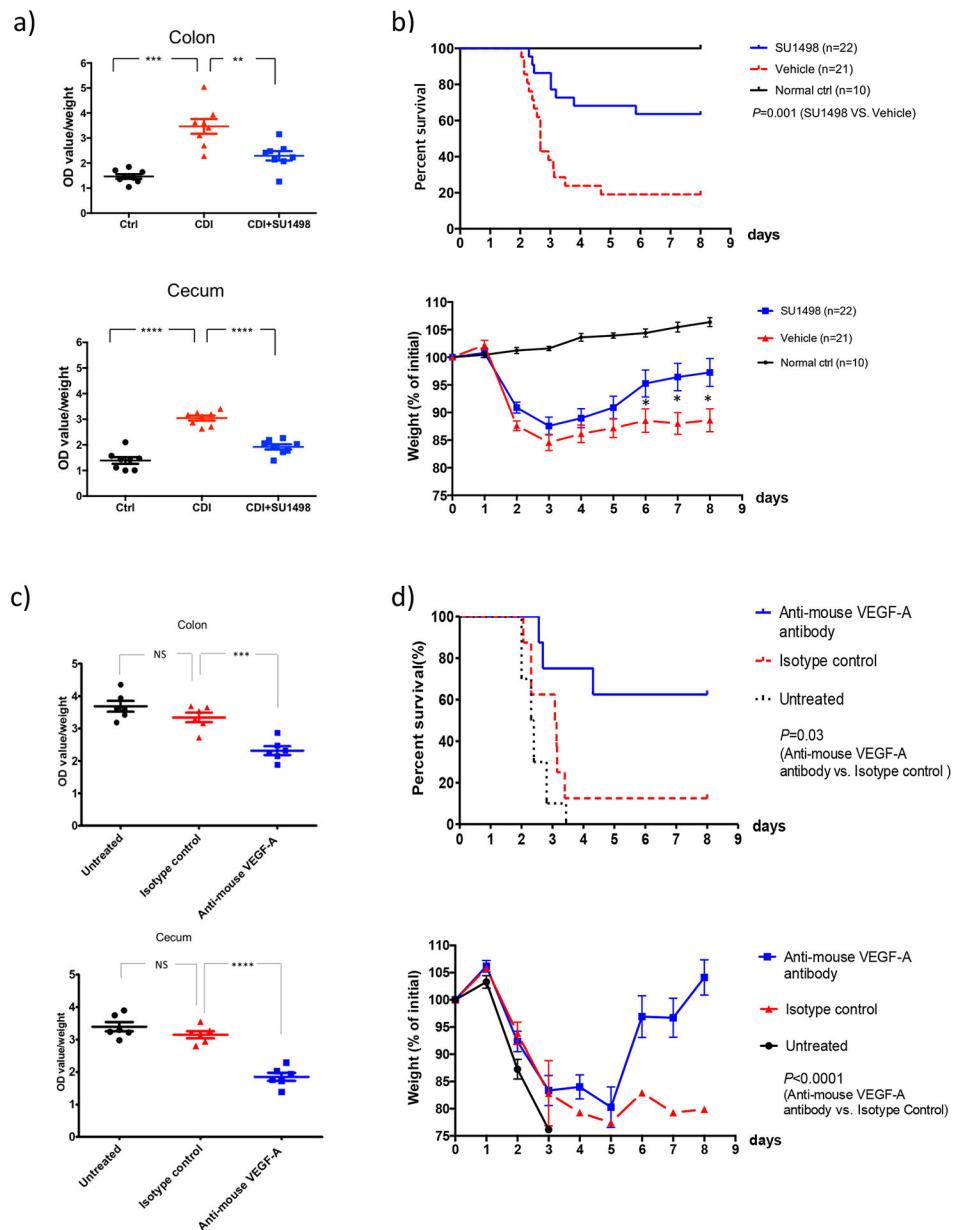 a)
Colon
*** **
OD value/weight
6
5
4
3
2
1
0
Ctrl CDI CDI+SU1498
Cecum
**** ****
OD value/weight
6
5
4
3
2
1
0
Ctrl CDI CDI+SU1498
b)
Percent survival
100
80
60
40
20
0
0 1 2 3 4 5 6 7 8 9 days
SU1498 (n=22)
Vehicle (n=21)
Normal ctrl (n=10)
P=0.001 (SU1498 VS. Vehicle)
Weight (% of initial)
110
105
100
95
90
85
80
75
* * *
0 1 2 3 4 5 6 7 8 9 days
SU1498 (n=22)
Vehicle (n=21)
Normal ctrl (n=10)
c)
Colon
NS ***
OD value/weight
5
4
3
2
1
0
Untreated
Isotype control
Anti-mouse VEGF-A
Cecum
NS ****
OD value/weight
5
4
3
2
1
0
Untreated
Isotype control
Anti-mouse VEGF-A
d)
Percent survival(%)
100
80
60
40
20
0
0 1 2 3 4 5 6 7 8 9 days
Anti-mouse VEGF-A
antibody
Isotype control
Untreated
P=0.03
(Anti-mouse VEGF-A
antibody vs. Isotype control )
Weight (% of initial)
110
105
100
95
90
85
80
75
0 1 2 3 4 5 6 7 8 9 days
Anti-mouse VEGF-A
antibody
Isotype control
Untreated
P<0.0001
(Anti-mouse VEGF-A
antibody vs. Isotype Control)